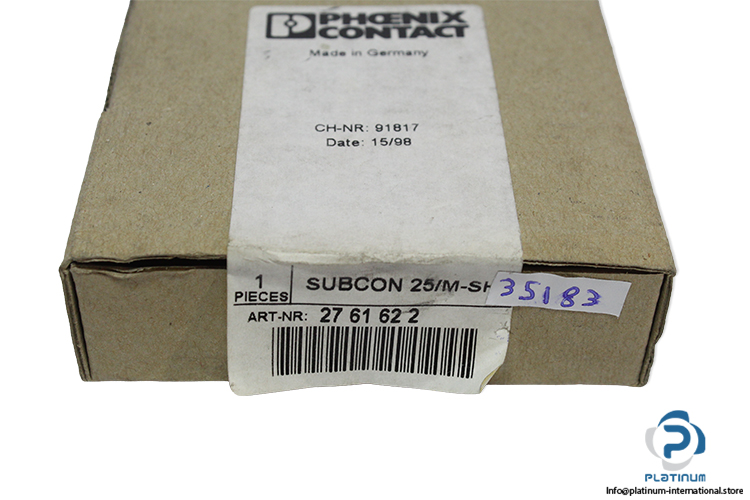 PHŒNIX
CONTACT
Made in Germany
CH-NR: 91817
Date: 15/98
1
PIECES
SUBCON 25/M-SH
35183
ART-NR: 27 61 62 2
PLATINUM
Info@platinum-international.store